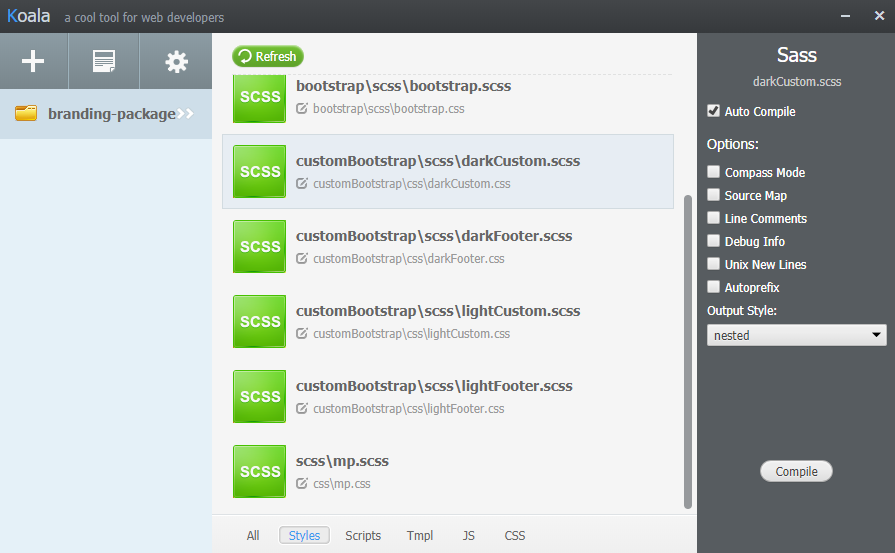 Koala a cool tool for web developers
branding-package
Refresh
SCSS
bootstrap\scss\bootstrap.scss
bootstrap\scss\bootstrap.css
SCSS
customBootstrap\scss\darkCustom.scss
customBootstrap\css\darkCustom.css
SCSS
customBootstrap\scss\darkFooter.scss
customBootstrap\css\darkFooter.css
SCSS
customBootstrap\scss\lightCustom.scss
customBootstrap\css\lightCustom.css
SCSS
customBootstrap\scss\lightFooter.scss
customBootstrap\css\lightFooter.css
SCSS
scss\mp.scss
css\mp.css
All Styles Scripts Tmpl JS CSS
Sass
darkCustom.scss
Auto Compile
Options:
Compass Mode
Source Map
Line Comments
Debug Info
Unix New Lines
Autoprefix
Output Style:
nested
Compile